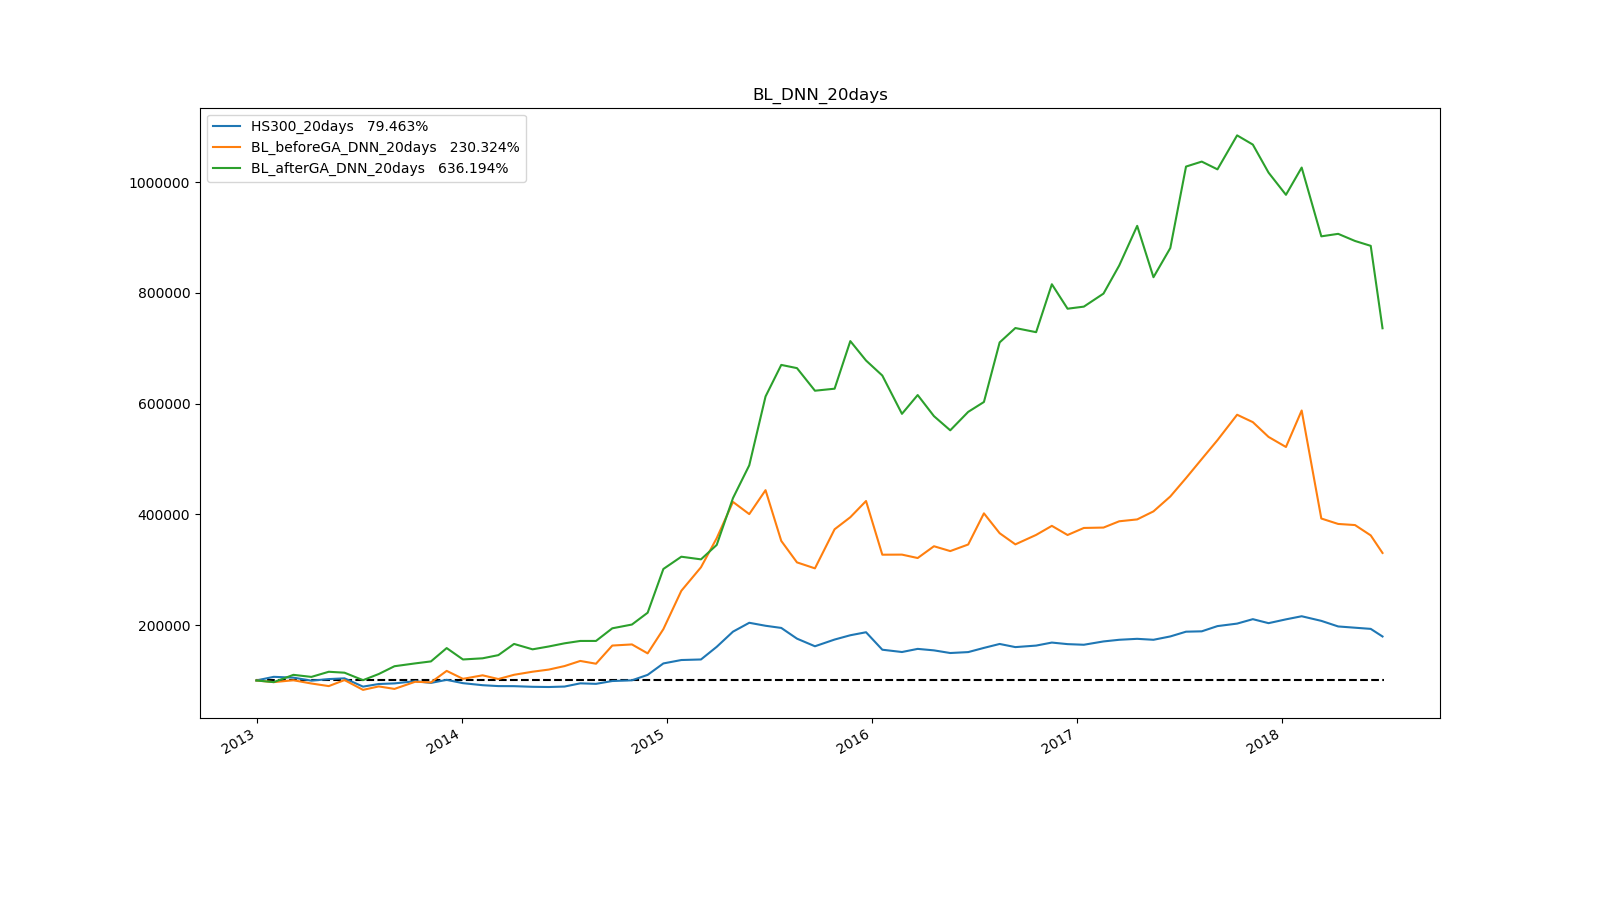 BL_DNN_20days
HS300_20days 79.463%
BL_beforeGA_DNN_20days 230.324%
BL_afterGA_DNN_20days 636.194%
1000000
800000
600000
400000
200000
2013
2014
2015
2016
2017
2018